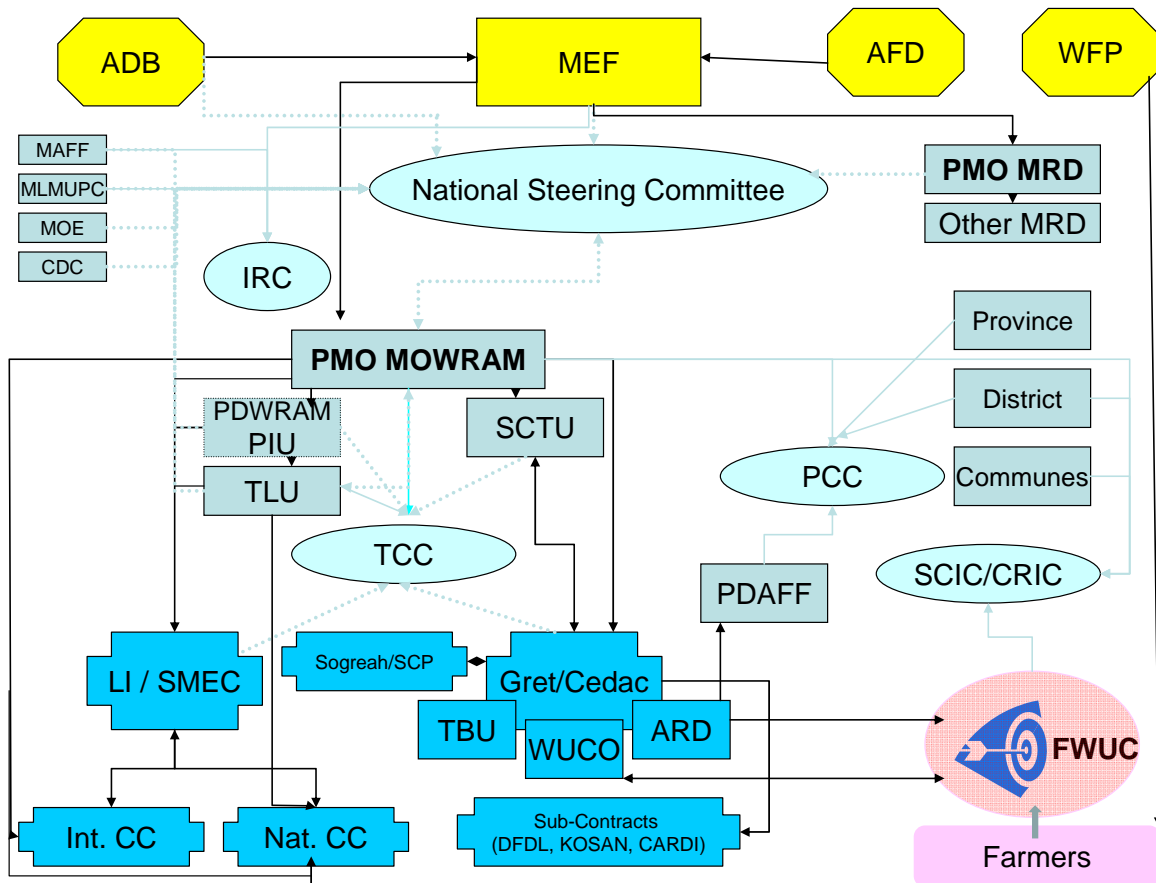 ADB
MEF
AFD
WFP
MAFF
MLMUPC
MOE
CDC
National Steering Committee
PMO MRD
Other MRD
IRC
Province
PMO MOWRAM
District
PDWRAM
PIU
SCTU
TLU
PCC
Communes
TCC
SCIC/CRIC
PDAFF
Sogreah/SCP
LI / SMEC
Gret/Cedac
TBU
WUCO
ARD
FWUC
Int. CC
Nat. CC
Sub-Contracts
(DFDL, KOSAN, CARDI)
Farmers